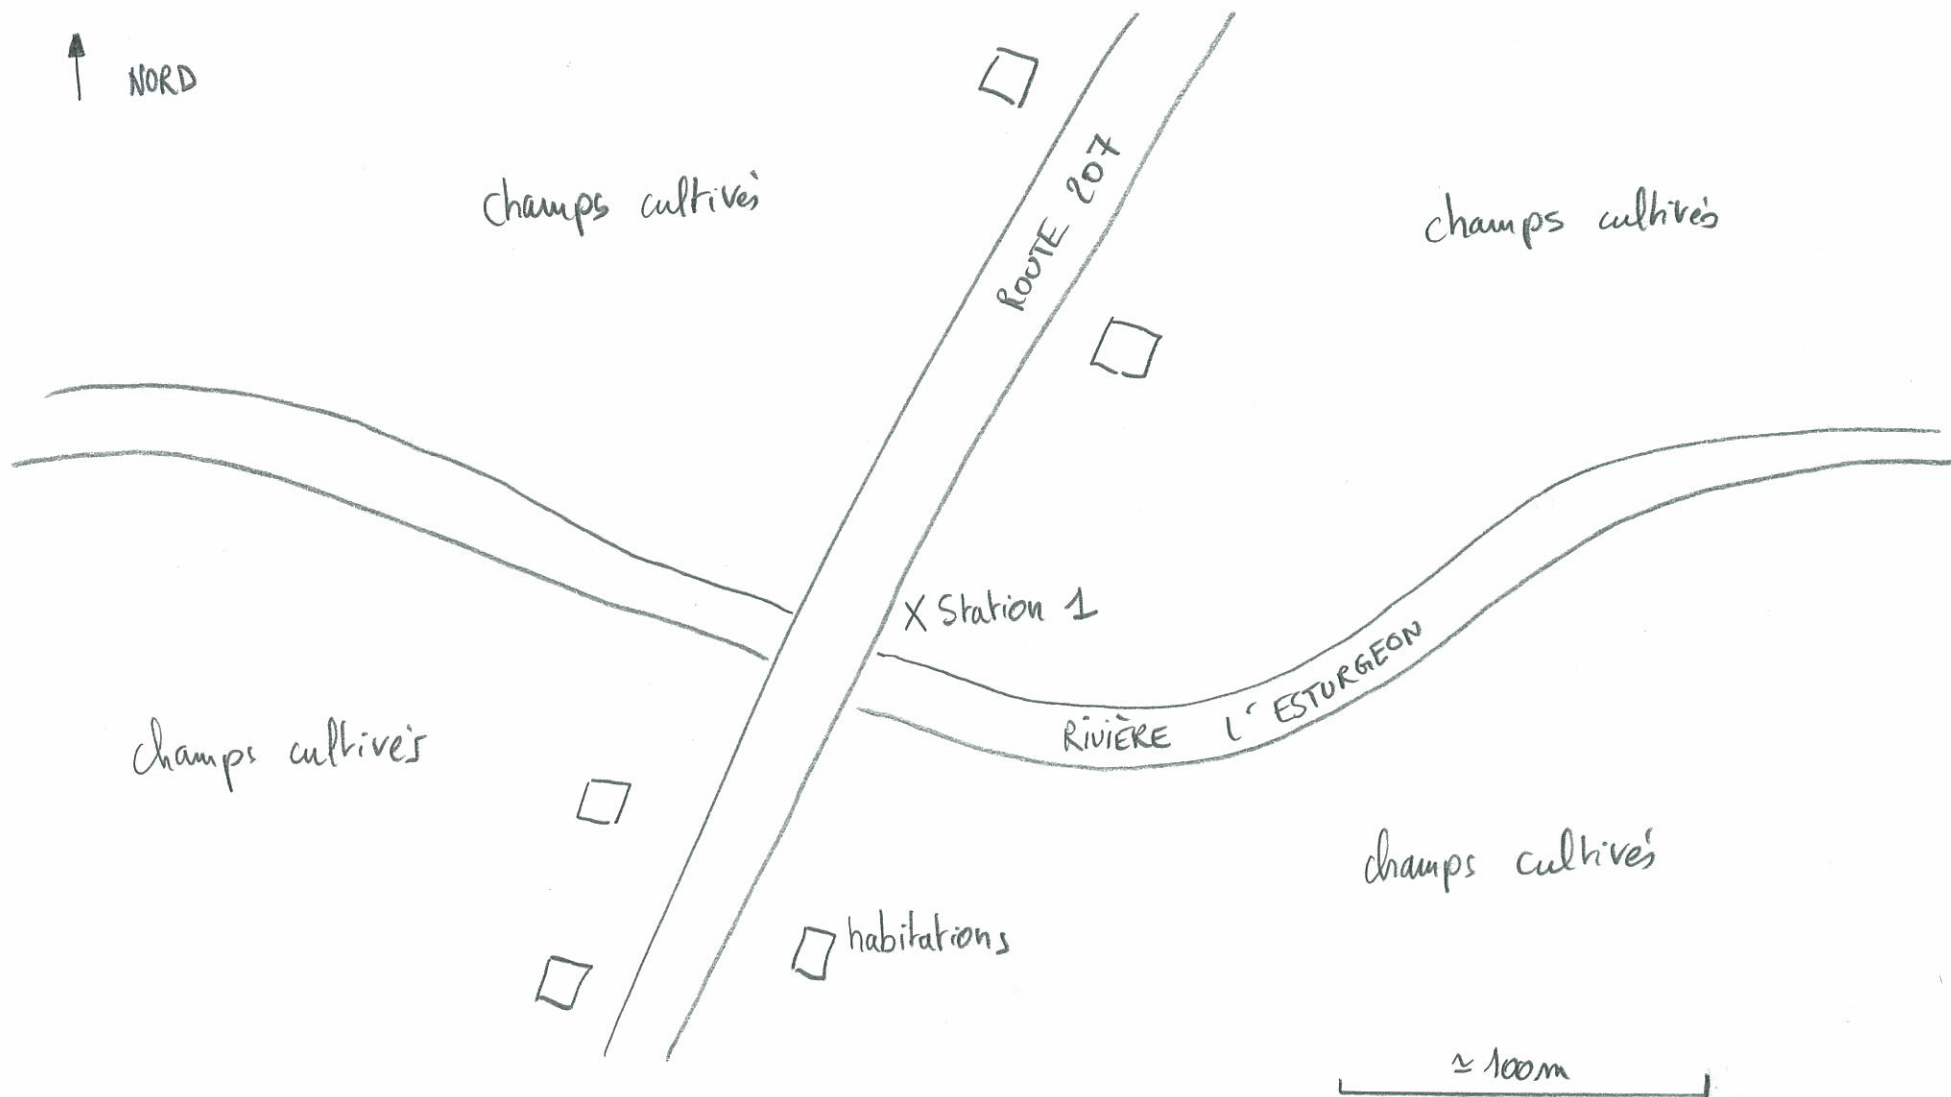 NORD
champs cultivés
ROUTE 207
champs cultivés
X Station 1
RIVIÈRE L'ESTURGEON
champs cultivés
champs cultivés
habitations
≃ 100m